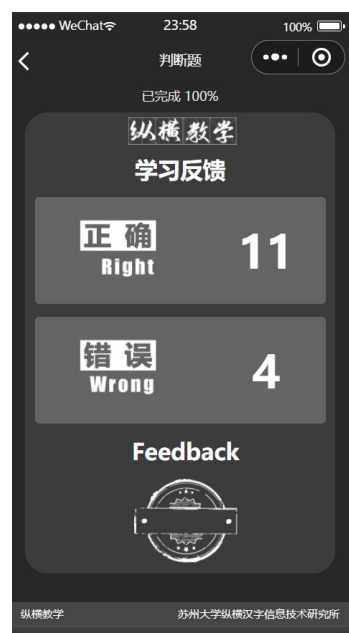 WeChat 23:58 100%
判断题
已完成 100%
纵横教学
学习反馈
正确
Right
11
错误
Wrong
4
Feedback
纵横教学 苏州大学纵横汉字信息技术研究所